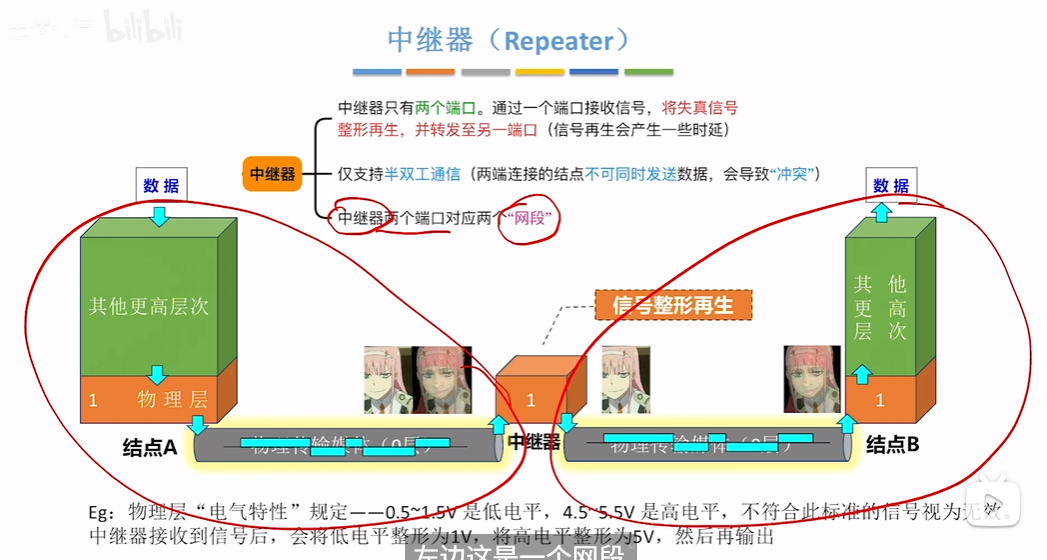 bilibili
中继器（Repeater）
中继器只有两个端口。通过一个端口接收信号，将失真信号
整形再生，并转发至另一端口（信号再生会产生一些时延）
中继器
仅支持半双工通信（两端连接的结点不可同时发送数据，会导致“冲突”）
中继器两个端口对应两个“网段”
数据
数据
其他更高层次
其他
更高
层次
信号整形再生
1 物理层
1
1
结点A
物理传输媒体（0层）
中继器
物理传输媒体（0层）
结点B
Eg：物理层“电气特性”规定——0.5~1.5V 是低电平，4.5~5.5V 是高电平，不符合此标准的信号视为无效。
中继器接收到信号后，会将低电平整形为1V，将高电平整形为5V，然后再输出
左边这是一个网段